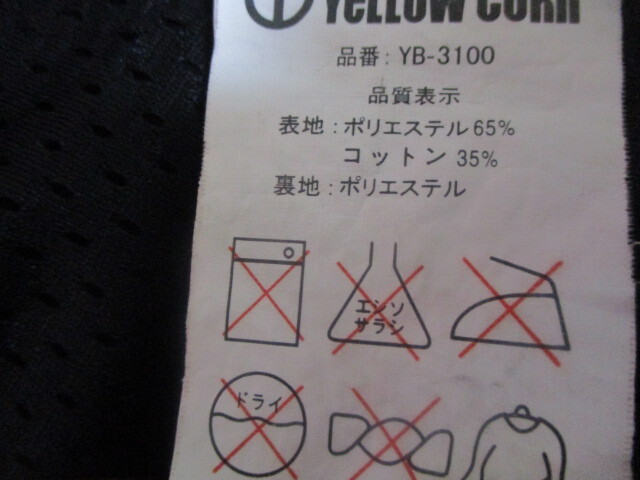 YELLOW CORN
品番: YB-3100
品質表示
表地:ポリエステル65%
コットン 35%
裏地:ポリエステル
エンソ
サラシ
ドライ